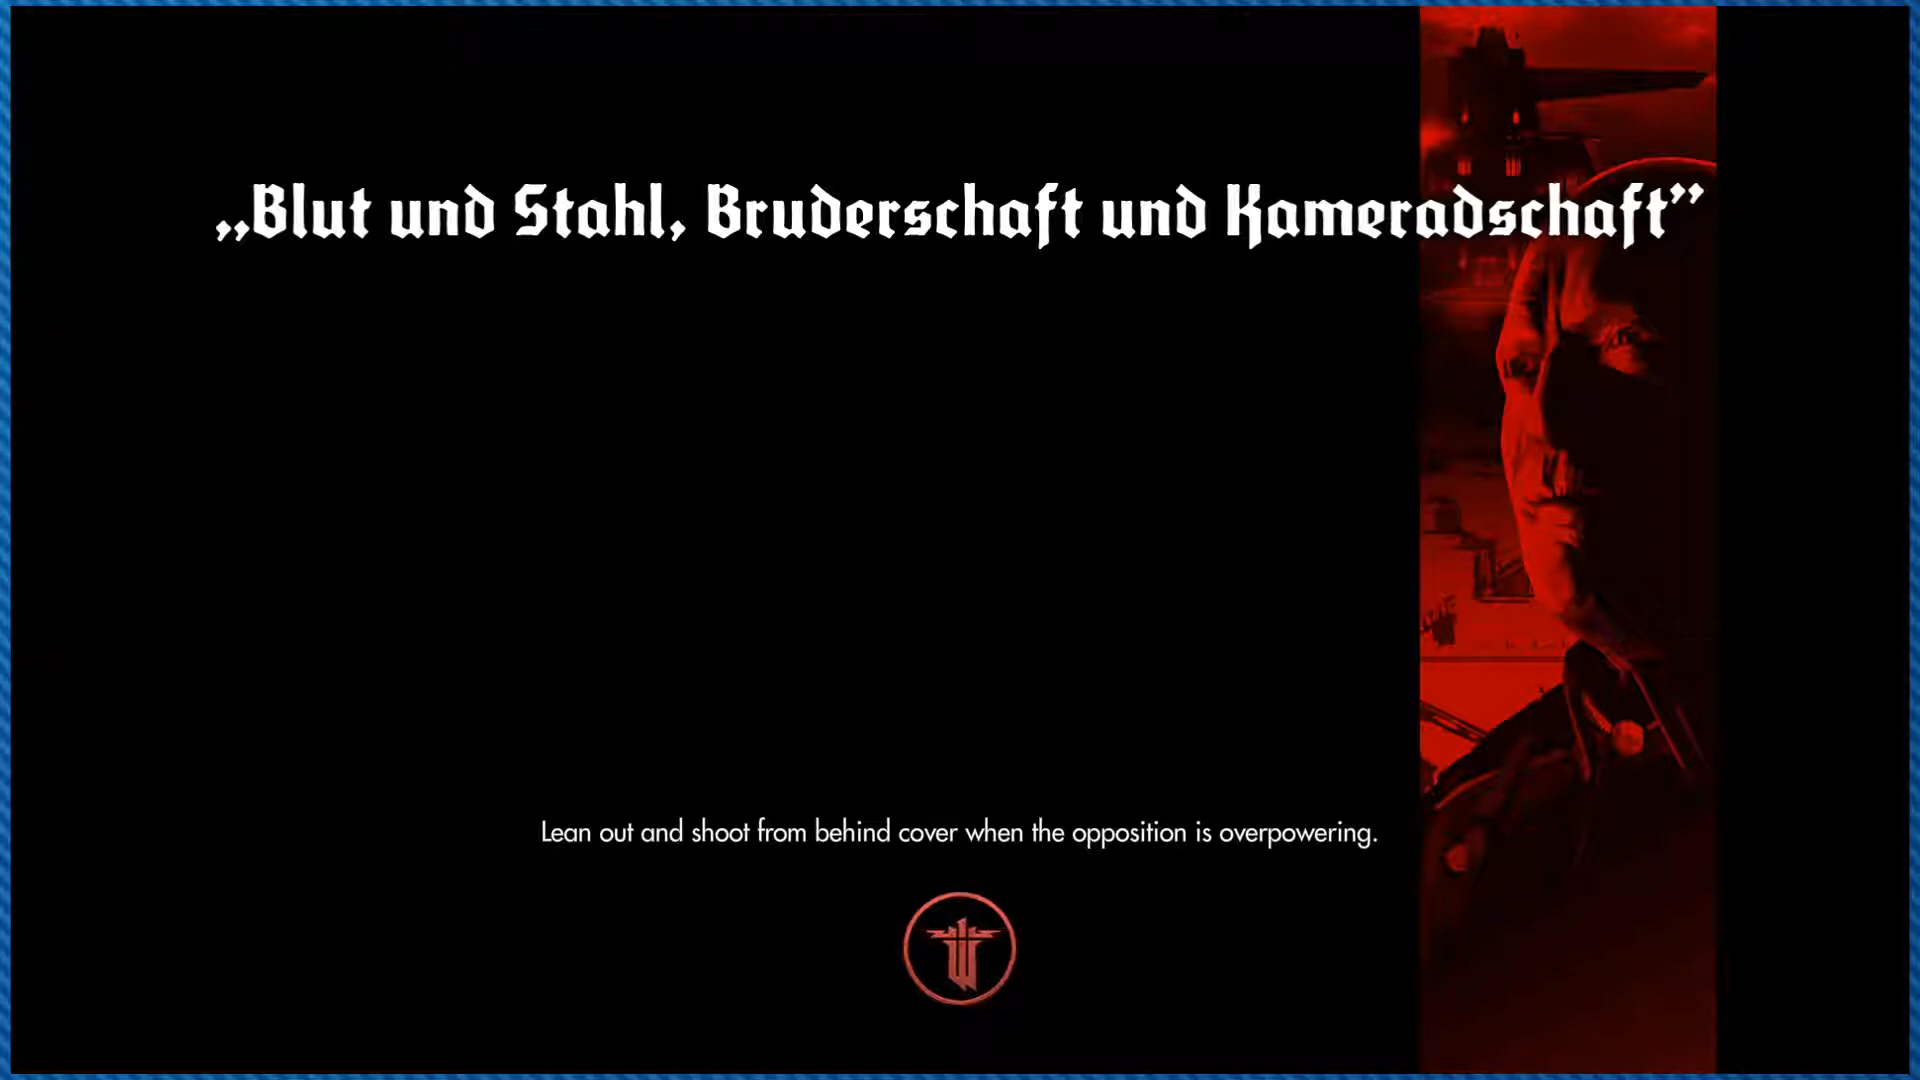 „Blut und Stahl, Bruderschaft und Kameradschaft”
Lean out and shoot from behind cover when the opposition is overpowering.